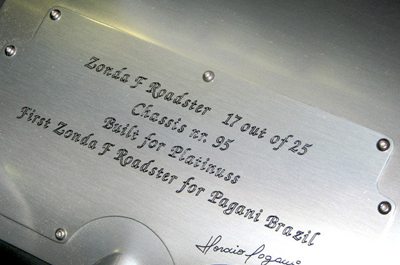 Zonda F Roadster 17 out of 25
Chassis nr. 95
Built for Platinuss
First Zonda F Roadster for Pagani Brazil
Horacio Pagani